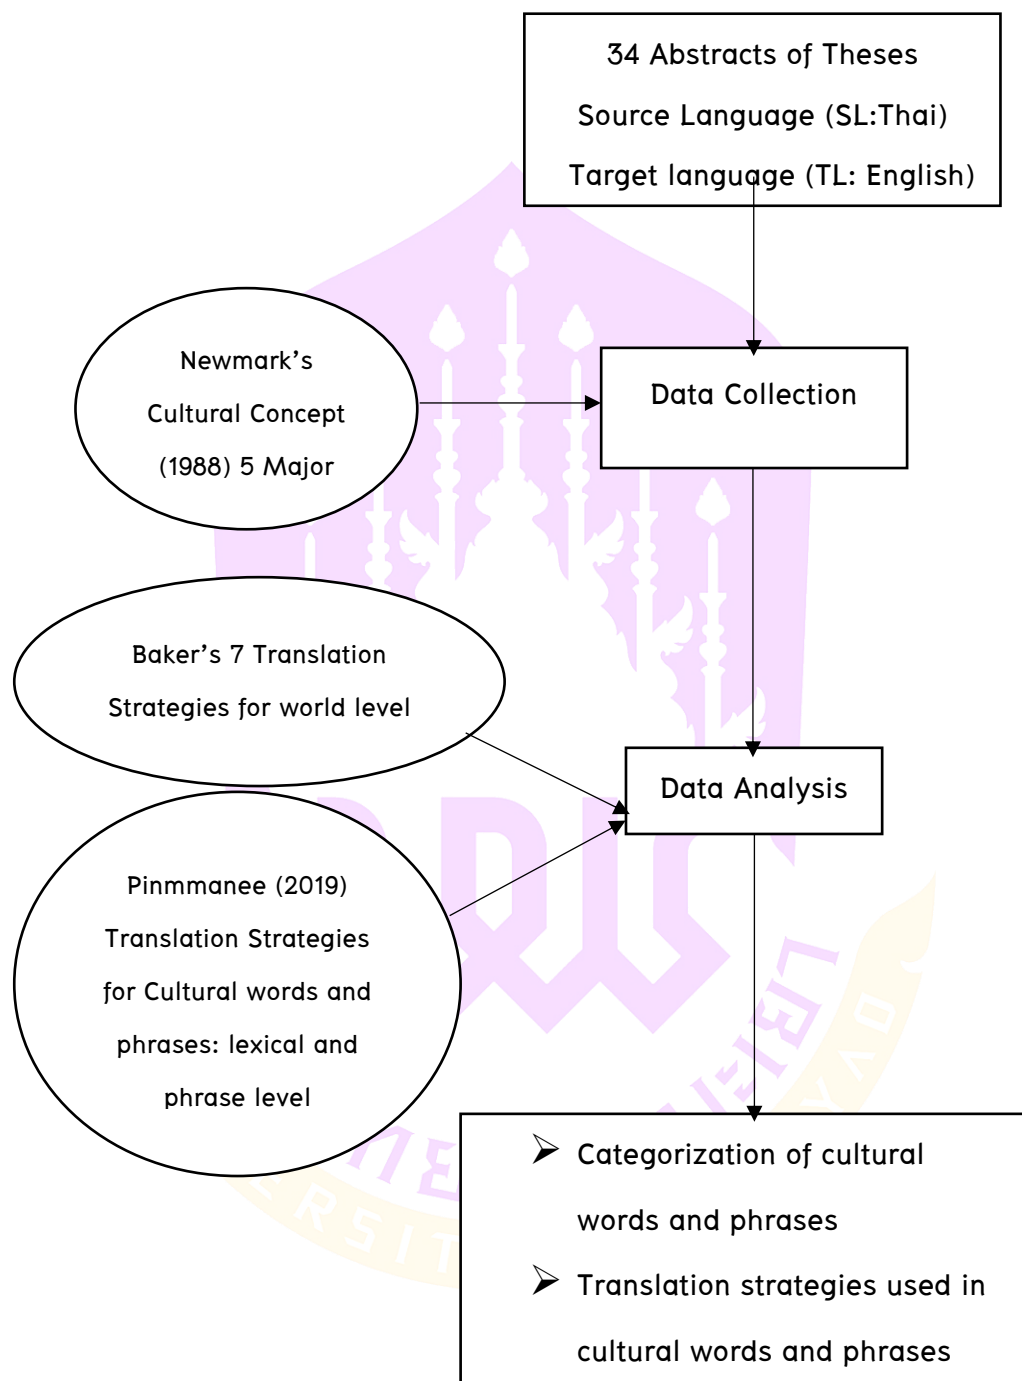 34 Abstracts of Theses
Source Language (SL:Thai)
Target language (TL: English)
Newmark's
Cultural Concept
(1988) 5 Major
Data Collection
Baker's 7 Translation
Strategies for world level
Data Analysis
Pinmmanee (2019)
Translation Strategies
for Cultural words and
phrases: lexical and
phrase level
➢ Categorization of cultural
words and phrases
➢ Translation strategies used in
cultural words and phrases